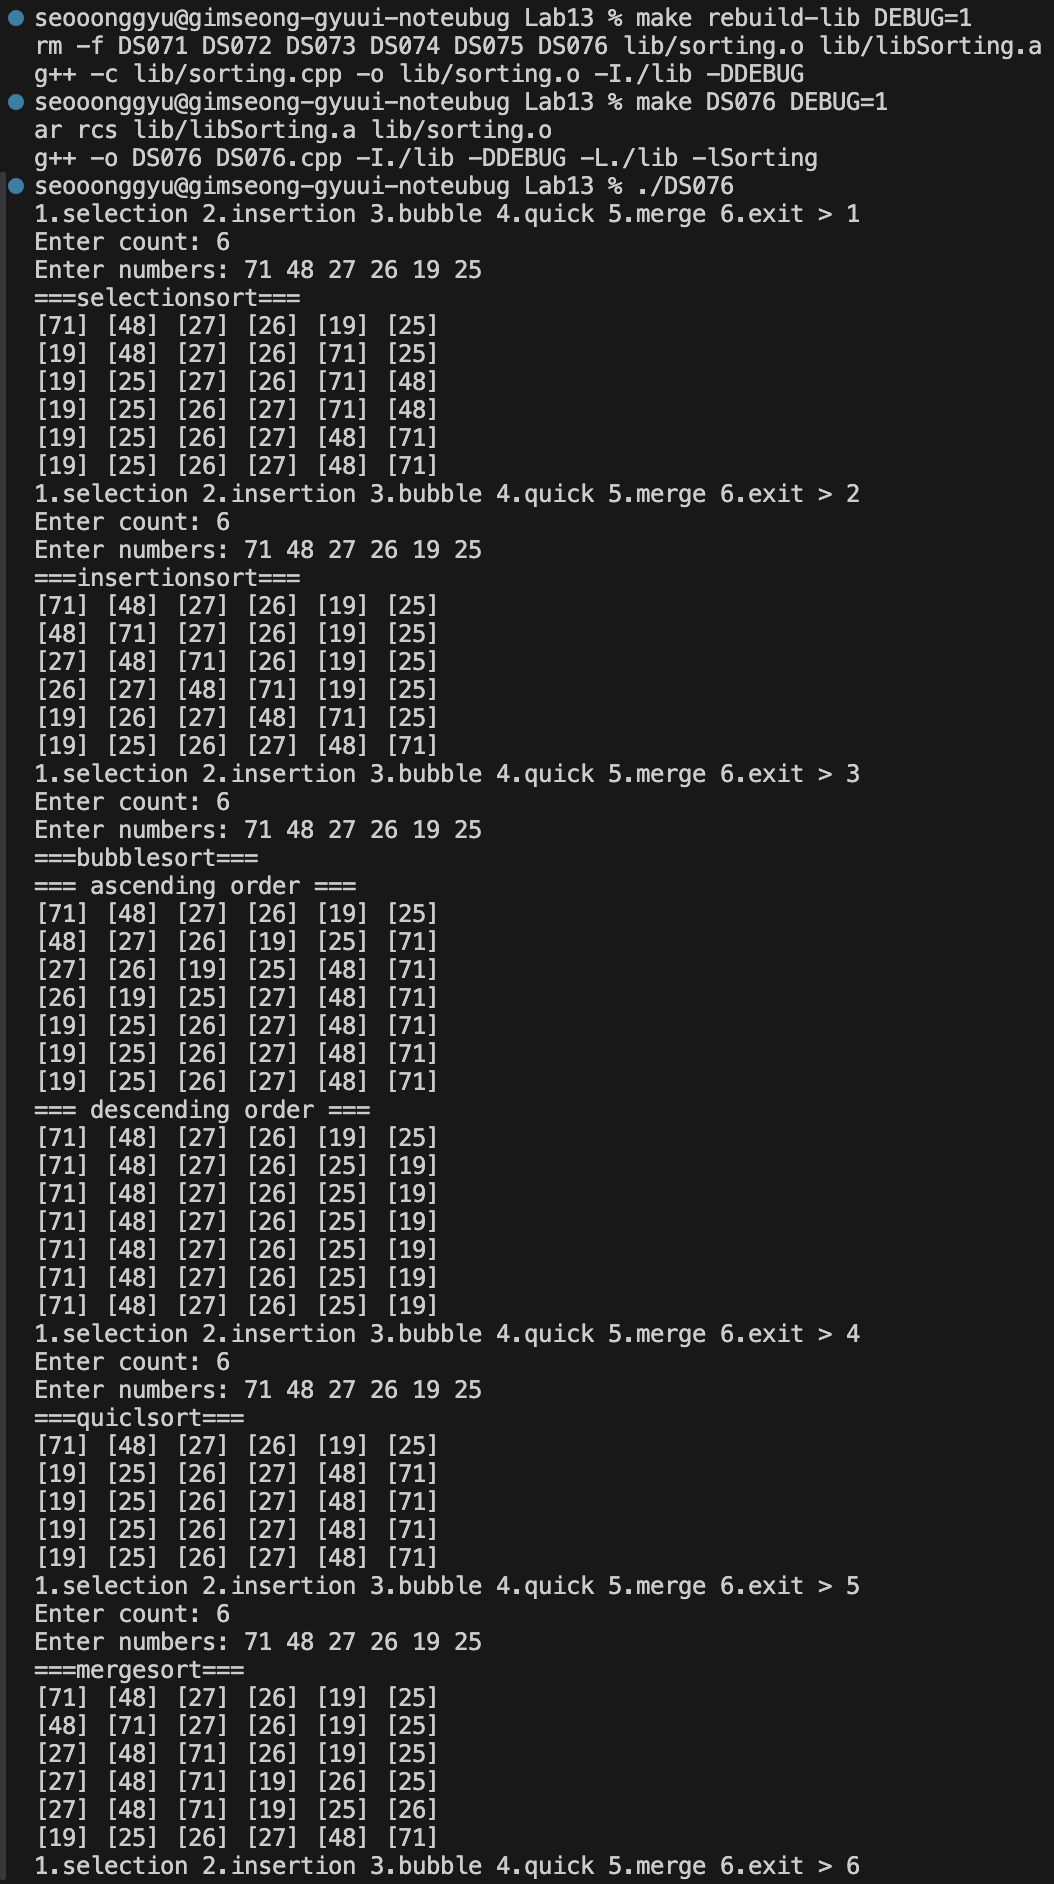 seooonggyu@gimseong-gyuui-noteubug Lab13 % make rebuild-lib DEBUG=1
rm -f DS071 DS072 DS073 DS074 DS075 DS076 lib/sorting.o lib/libSorting.a
g++ -c lib/sorting.cpp -o lib/sorting.o -I./lib -DDEBUG
seooonggyu@gimseong-gyuui-noteubug Lab13 % make DS076 DEBUG=1
ar rcs lib/libSorting.a lib/sorting.o
g++ -o DS076 DS076.cpp -I./lib -DDEBUG -L./lib -lSorting
seooonggyu@gimseong-gyuui-noteubug Lab13 % ./DS076
1.selection 2.insertion 3.bubble 4.quick 5.merge 6.exit > 1
Enter count: 6
Enter numbers: 71 48 27 26 19 25
===selectionsort===
[71] [48] [27] [26] [19] [25]
[19] [48] [27] [26] [71] [25]
[19] [25] [27] [26] [71] [48]
[19] [25] [26] [27] [71] [48]
[19] [25] [26] [27] [48] [71]
[19] [25] [26] [27] [48] [71]
1.selection 2.insertion 3.bubble 4.quick 5.merge 6.exit > 2
Enter count: 6
Enter numbers: 71 48 27 26 19 25
===insertionsort===
[71] [48] [27] [26] [19] [25]
[48] [71] [27] [26] [19] [25]
[27] [48] [71] [26] [19] [25]
[26] [27] [48] [71] [19] [25]
[19] [26] [27] [48] [71] [25]
[19] [25] [26] [27] [48] [71]
1.selection 2.insertion 3.bubble 4.quick 5.merge 6.exit > 3
Enter count: 6
Enter numbers: 71 48 27 26 19 25
===bubblesort===
=== ascending order ===
[71] [48] [27] [26] [19] [25]
[48] [27] [26] [19] [25] [71]
[27] [26] [19] [25] [48] [71]
[26] [19] [25] [27] [48] [71]
[19] [25] [26] [27] [48] [71]
[19] [25] [26] [27] [48] [71]
[19] [25] [26] [27] [48] [71]
=== descending order ===
[71] [48] [27] [26] [19] [25]
[71] [48] [27] [26] [25] [19]
[71] [48] [27] [26] [25] [19]
[71] [48] [27] [26] [25] [19]
[71] [48] [27] [26] [25] [19]
[71] [48] [27] [26] [25] [19]
[71] [48] [27] [26] [25] [19]
1.selection 2.insertion 3.bubble 4.quick 5.merge 6.exit > 4
Enter count: 6
Enter numbers: 71 48 27 26 19 25
===quiclsort===
[71] [48] [27] [26] [19] [25]
[19] [25] [26] [27] [48] [71]
[19] [25] [26] [27] [48] [71]
[19] [25] [26] [27] [48] [71]
[19] [25] [26] [27] [48] [71]
1.selection 2.insertion 3.bubble 4.quick 5.merge 6.exit > 5
Enter count: 6
Enter numbers: 71 48 27 26 19 25
===mergesort===
[71] [48] [27] [26] [19] [25]
[48] [71] [27] [26] [19] [25]
[27] [48] [71] [26] [19] [25]
[27] [48] [71] [19] [26] [25]
[27] [48] [71] [19] [25] [26]
[19] [25] [26] [27] [48] [71]
1.selection 2.insertion 3.bubble 4.quick 5.merge 6.exit > 6